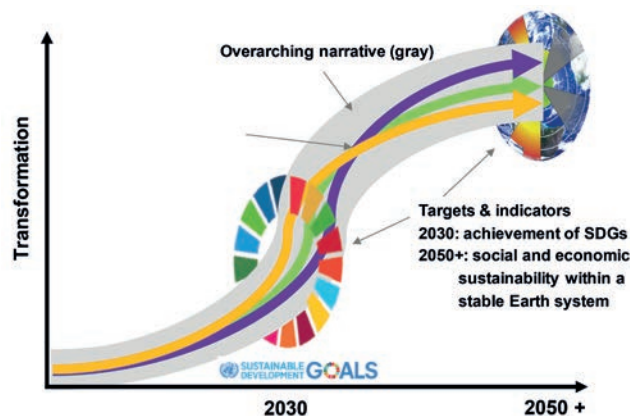 Overarching narrative (gray)
Transformation
Targets & indicators
2030: achievement of SDGs
2050+: social and economic
sustainability within a
stable Earth system
SUSTAINABLE
DEVELOPMENT GOALS
2030
2050 +